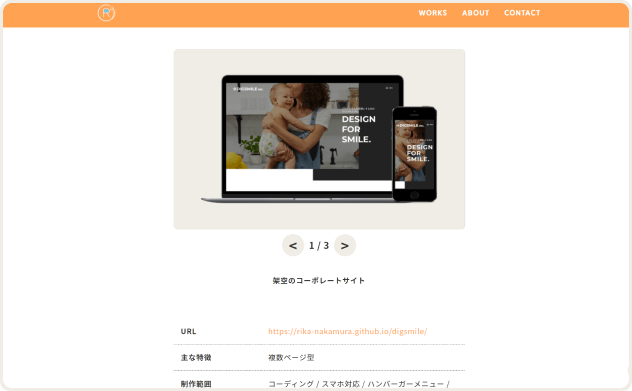 R
WORKS ABOUT CONTACT
DIGSMILE INC.
DESIGN
FOR
SMILE.
DIGSMILE INC.
DESIGN
FOR
SMILE.
< 1 / 3 >
架空のコーポレートサイト
URL https://rika-nakamura.github.io/digsmile/
主な特徴 複数ページ型
制作範囲 コーディング / スマホ対応 / ハンバーガーメニュー /